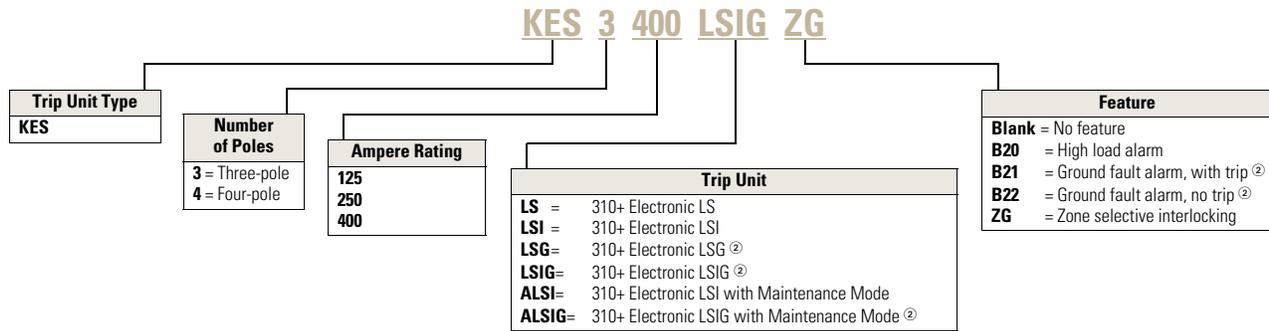 KES 3 400 LSIG ZG
Trip Unit Type
KES
Number
of Poles
3 = Three-pole
4 = Four-pole
Ampere Rating
125
250
400
Trip Unit
LS = 310+ Electronic LS
LSI = 310+ Electronic LSI
LSG= 310+ Electronic LSG ②
LSIG= 310+ Electronic LSIG ②
ALSI= 310+ Electronic LSI with Maintenance Mode
ALSIG= 310+ Electronic LSIG with Maintenance Mode ②
Feature
Blank = No feature
B20 = High load alarm
B21 = Ground fault alarm, with trip ②
B22 = Ground fault alarm, no trip ②
ZG = Zone selective interlocking